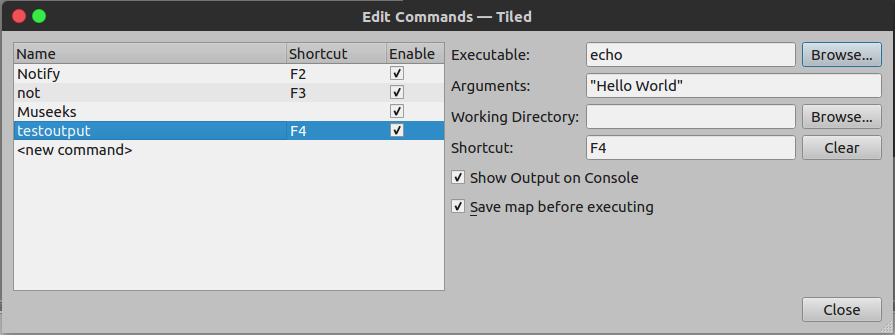 Edit Commands — Tiled
Name Shortcut Enable
Notify F2
not F3
Museeks
testoutput F4
<new command>
Executable: echo Browse...
Arguments: "Hello World"
Working Directory: Browse...
Shortcut: F4 Clear
Show Output on Console
Save map before executing
Close